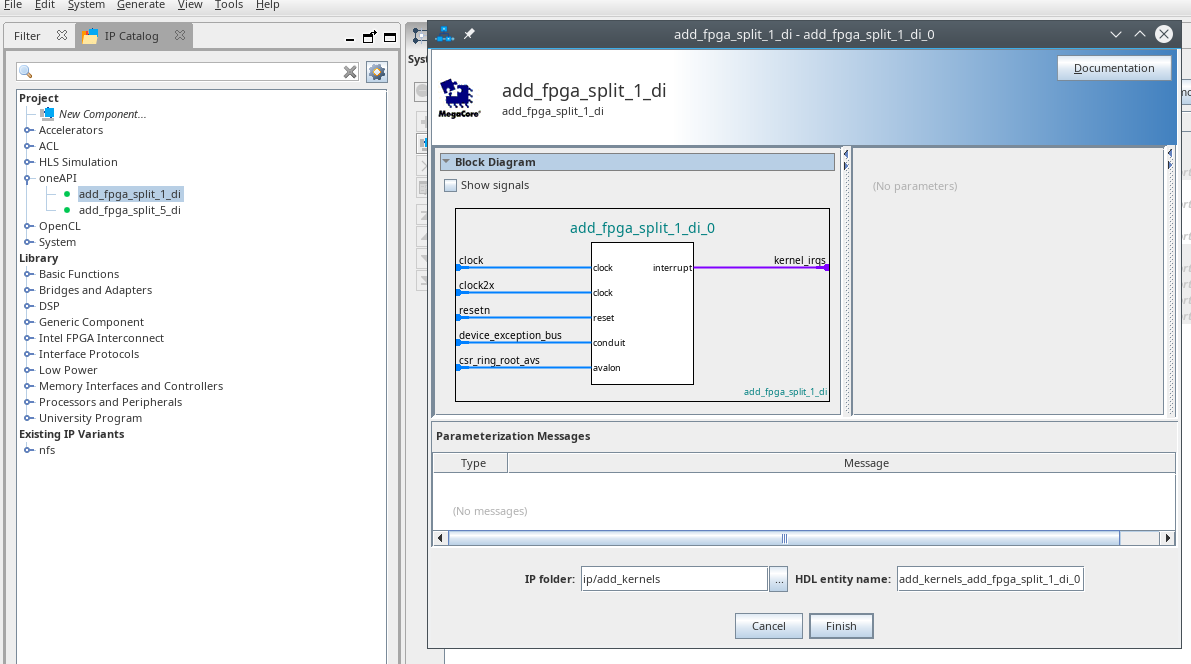 File Edit System Generate View Tools Help
Filter
IP Catalog
Project
New Component...
Accelerators
ACL
HLS Simulation
oneAPI
add_fpga_split_1_di
add_fpga_split_5_di
OpenCL
System
Library
Basic Functions
Bridges and Adapters
DSP
Generic Component
Intel FPGA Interconnect
Interface Protocols
Low Power
Memory Interfaces and Controllers
Processors and Peripherals
University Program
Existing IP Variants
nfs
add_fpga_split_1_di - add_fpga_split_1_di_0
MegaCore
add_fpga_split_1_di
add_fpga_split_1_di
Documentation
Block Diagram
Show signals
add_fpga_split_1_di_0
clock
clock
interrupt
kernel_irqs
clock2x
clock
resetn
reset
device_exception_bus
conduit
csr_ring_root_avs
avalon
add_fpga_split_1_di
(No parameters)
Parameterization Messages
Type Message
(No messages)
IP folder: ip/add_kernels ... HDL entity name: add_kernels_add_fpga_split_1_di_0
Cancel Finish